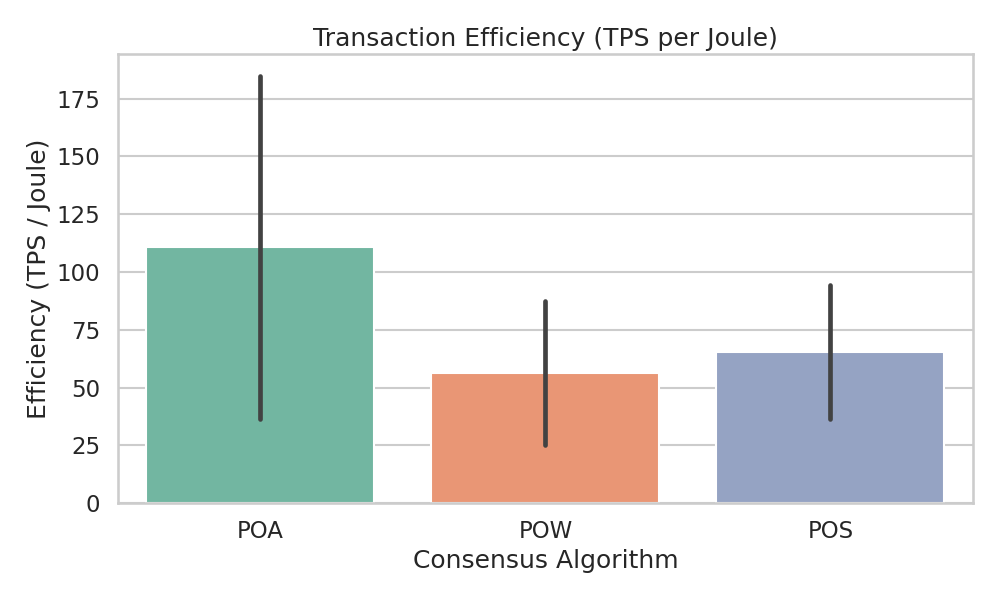 Transaction Efficiency (TPS per Joule)
Efficiency (TPS / Joule)
175
150
125
100
75
50
25
0
POA POW POS
Consensus Algorithm